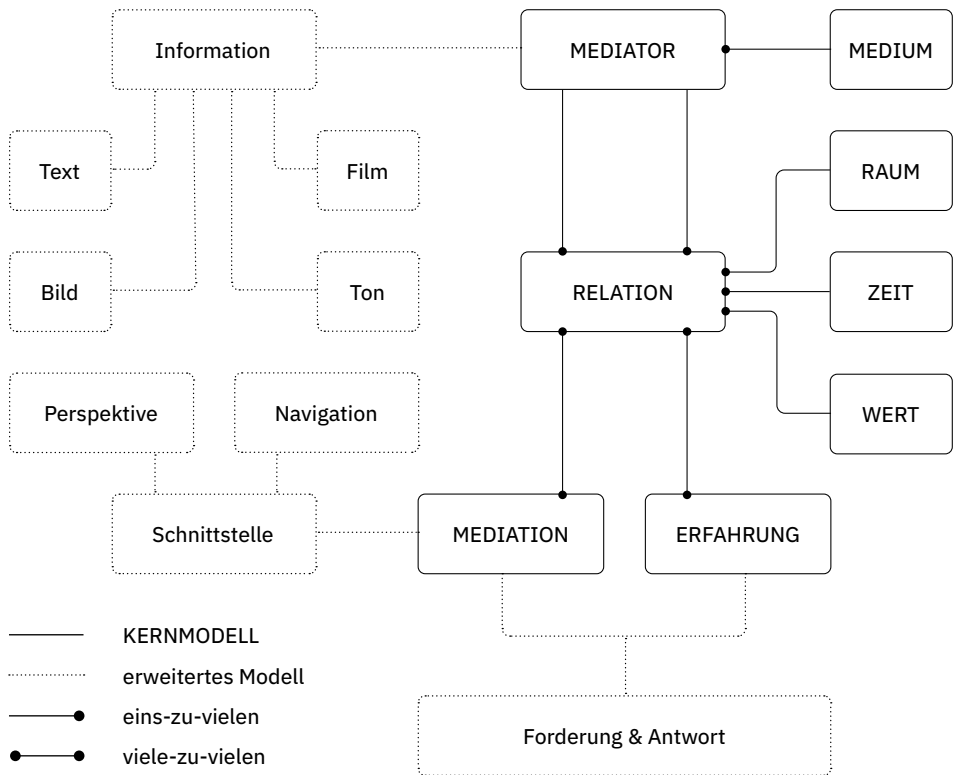 Information
MEDIATOR
MEDIUM
Text
Film
RAUM
Bild
Ton
RELATION
ZEIT
Perspektive
Navigation
WERT
Schnittstelle
MEDIATION
ERFAHRUNG
KERNMODELL
erweitertes Modell
eins-zu-vielen
viele-zu-vielen
Forderung & Antwort